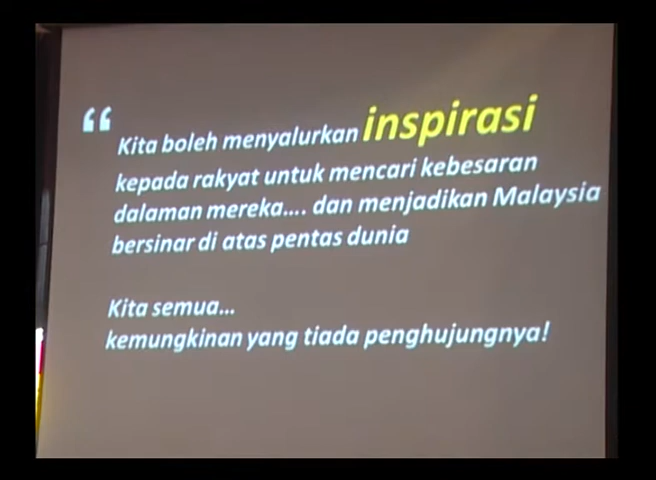 “ Kita boleh menyalurkan inspirasi
kepada rakyat untuk mencari kebesaran
dalaman mereka.... dan menjadikan Malaysia
bersinar di atas pentas dunia
Kita semua...
kemungkinan yang tiada penghujungnya!